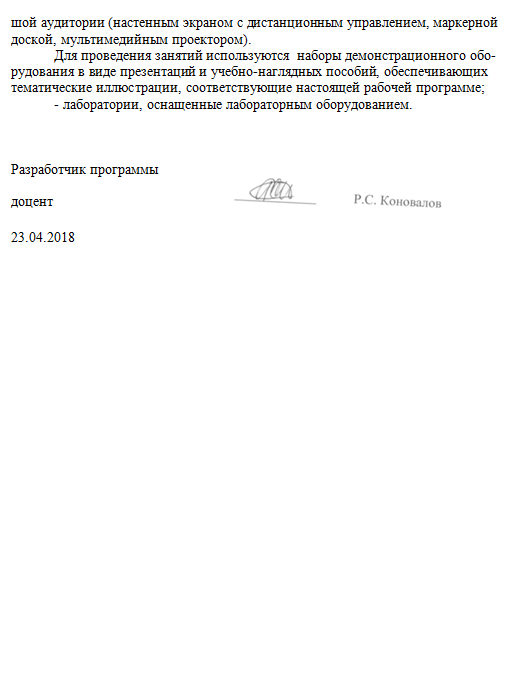 шой аудитории (настенным экраном с дистанционным управлением, маркерной
доской, мультимедийным проектором).
Для проведения занятий используются наборы демонстрационного обо-
рудования в виде презентаций и учебно-наглядных пособий, обеспечивающих
тематические иллюстрации, соответствующие настоящей рабочей программе;
- лаборатории, оснащенные лабораторным оборудованием.
Разработчик программы
доцент Р.С. Коновалов
23.04.2018